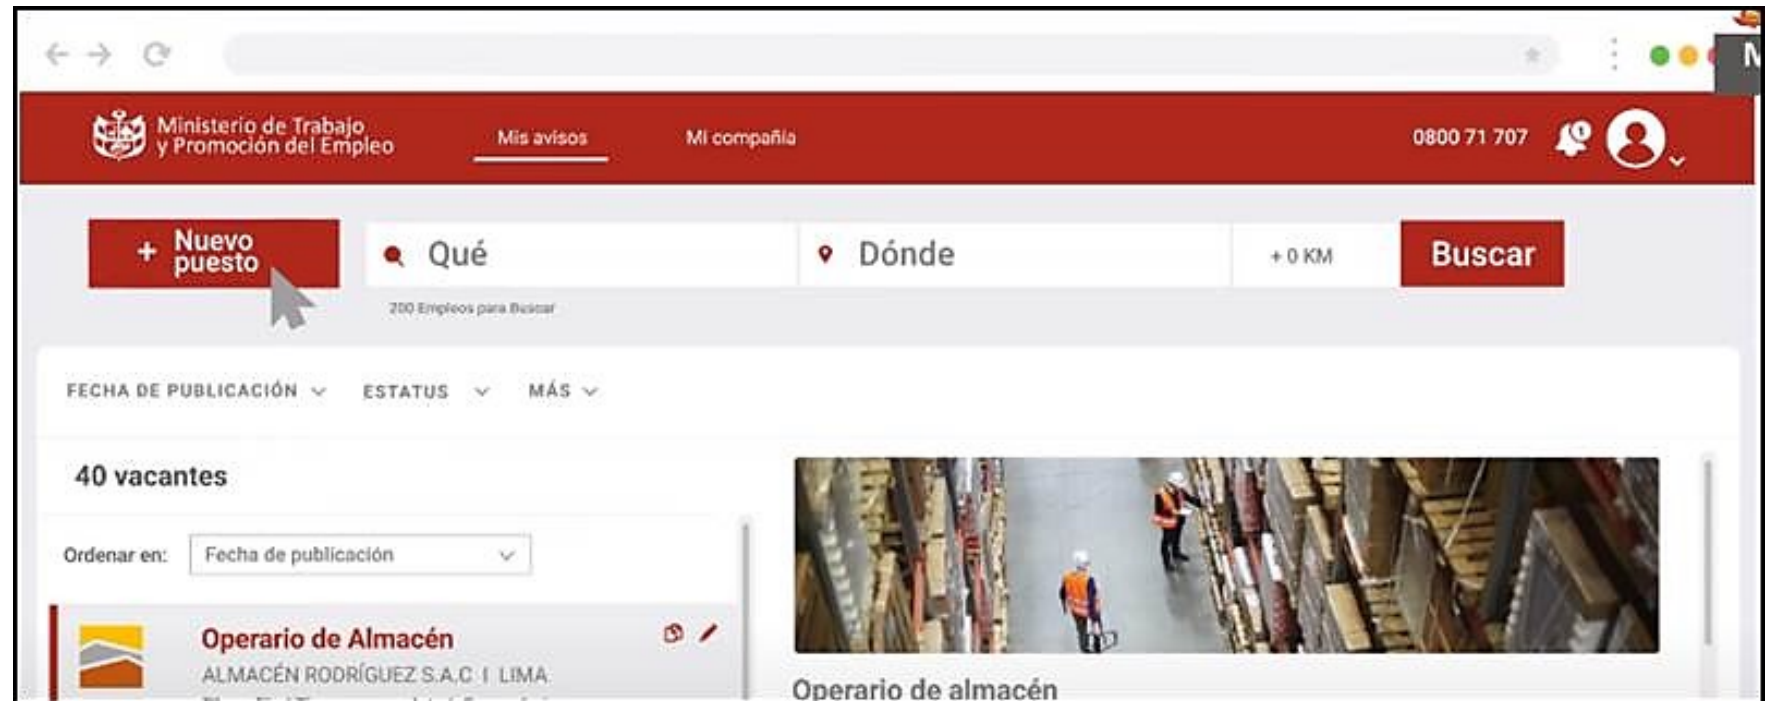 M
Ministerio de Trabajo
y Promoción del Empleo
Mis avisos
Mi compañia
0800 71 707
1
+ Nuevo
puesto
Qué
Dónde
+ 0 KM
Buscar
200 Empleos para Buscar
FECHA DE PUBLICACIÓN
ESTATUS
MÁS
40 vacantes
Ordenar en:
Fecha de publicación
Operario de Almacén
ALMACÉN RODRÍGUEZ S.A.C I LIMA
Operario de almacén